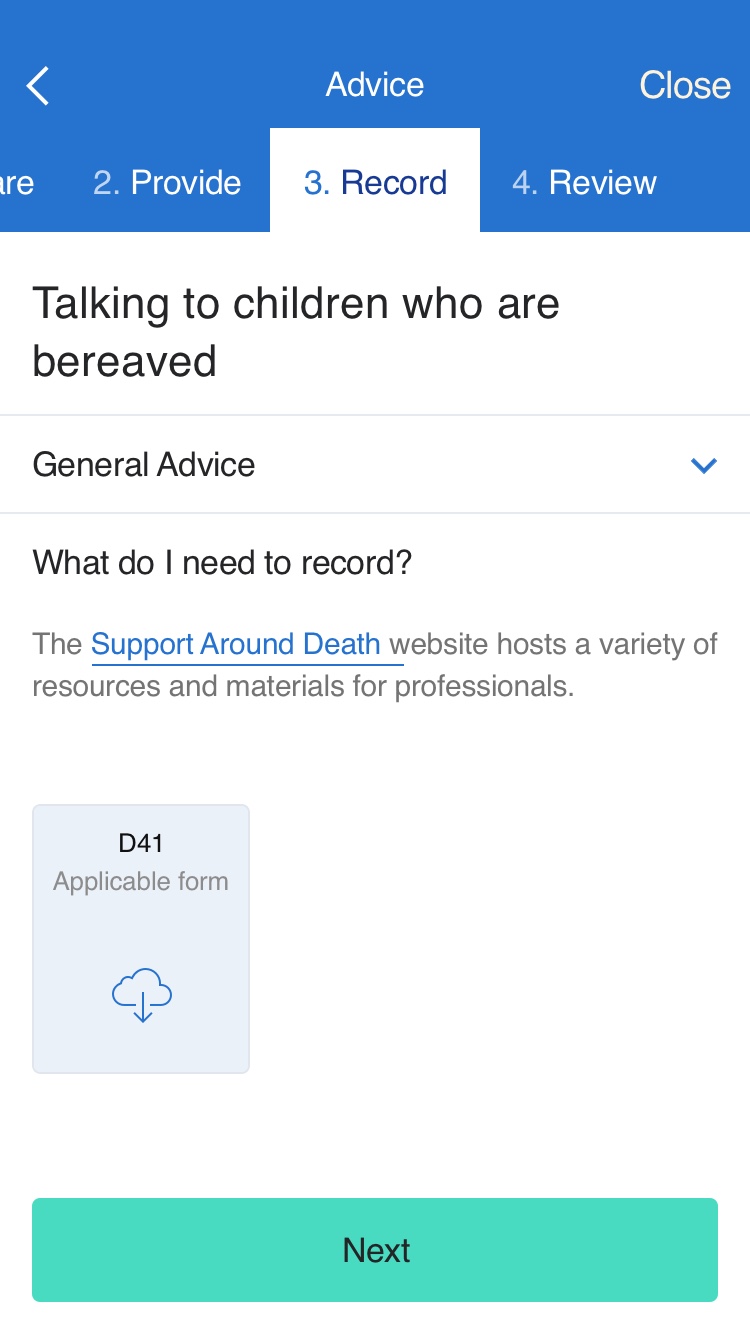 Advice
Close
are
2. Provide
3. Record
4. Review
Talking to children who are
bereaved
General Advice
What do I need to record?
The Support Around Death website hosts a variety of
resources and materials for professionals.
D41
Applicable form
Next